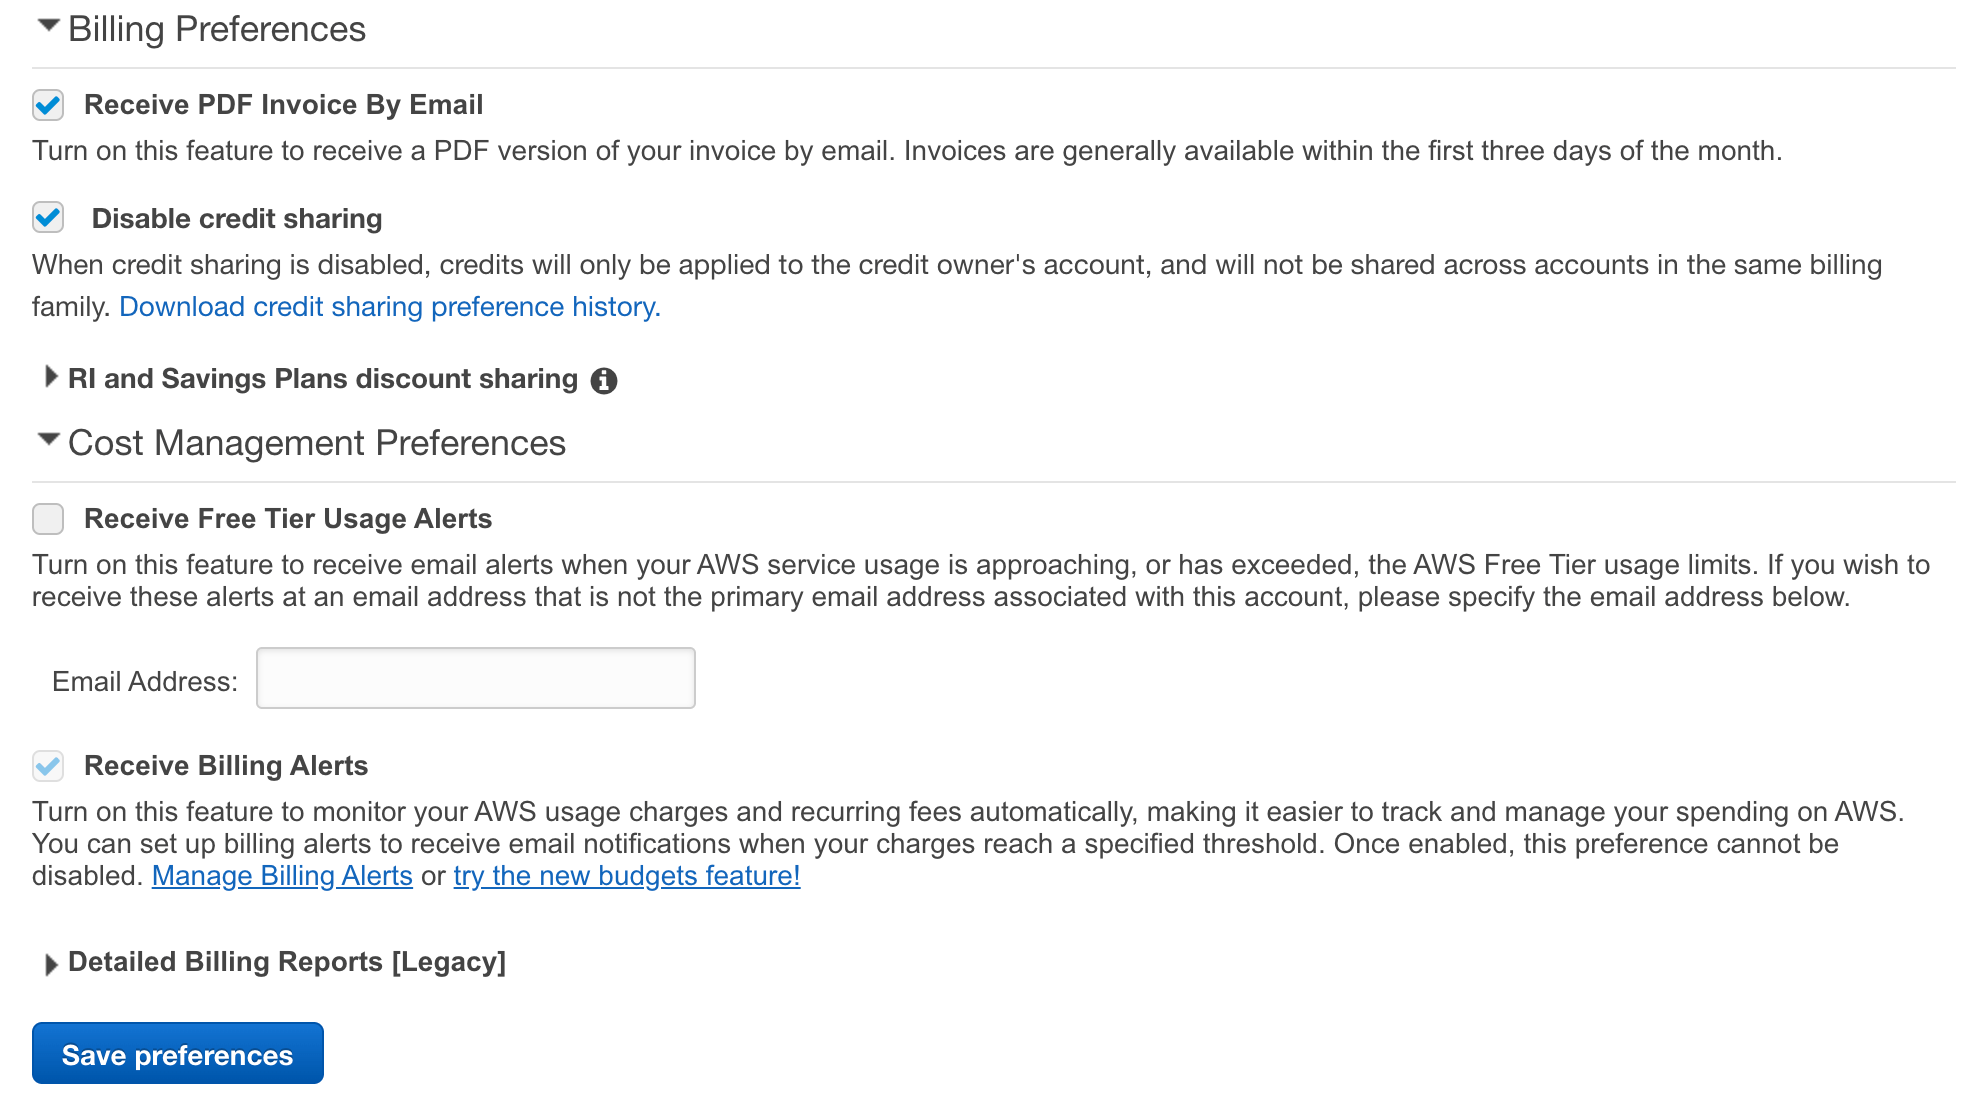 Billing Preferences
Receive PDF Invoice By Email
Turn on this feature to receive a PDF version of your invoice by email. Invoices are generally available within the first three days of the month.
Disable credit sharing
When credit sharing is disabled, credits will only be applied to the credit owner's account, and will not be shared across accounts in the same billing
family. Download credit sharing preference history.
RI and Savings Plans discount sharing
Cost Management Preferences
Receive Free Tier Usage Alerts
Turn on this feature to receive email alerts when your AWS service usage is approaching, or has exceeded, the AWS Free Tier usage limits. If you wish to
receive these alerts at an email address that is not the primary email address associated with this account, please specify the email address below.
Email Address:
Receive Billing Alerts
Turn on this feature to monitor your AWS usage charges and recurring fees automatically, making it easier to track and manage your spending on AWS.
You can set up billing alerts to receive email notifications when your charges reach a specified threshold. Once enabled, this preference cannot be
disabled. Manage Billing Alerts or try the new budgets feature!
Detailed Billing Reports [Legacy]
Save preferences